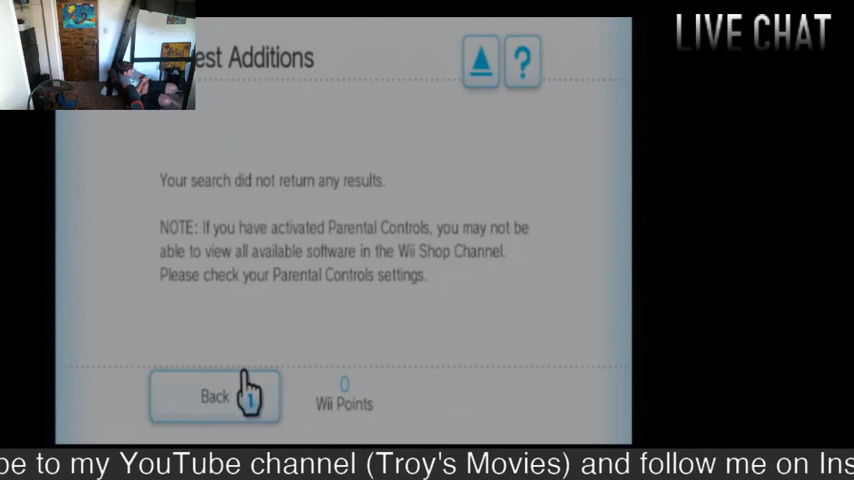 LIVE CHAT
est Additions
?
Your search did not return any results.
NOTE: If you have activated Parental Controls, you may not be
able to view all available software in the Wii Shop Channel.
Please check your Parental Controls settings.
Back
1
0
Wii Points
be to my YouTube channel (Troy's Movies) and follow me on Ins